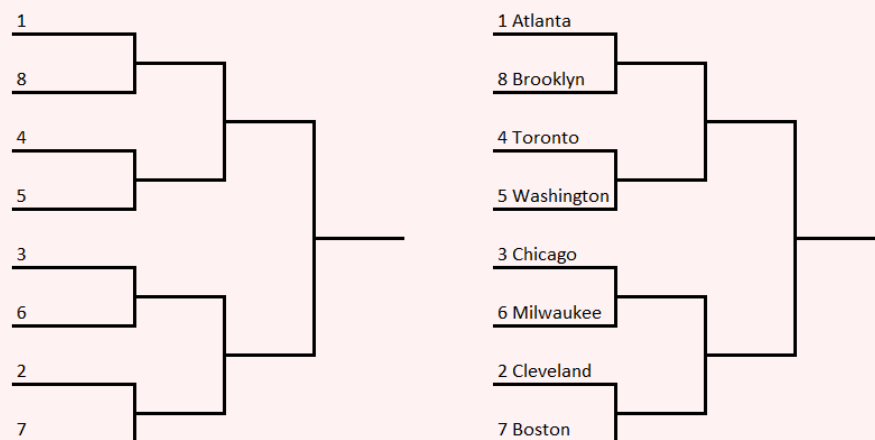 1
8
4
5
3
6
2
7
1 Atlanta
8 Brooklyn
4 Toronto
5 Washington
3 Chicago
6 Milwaukee
2 Cleveland
7 Boston